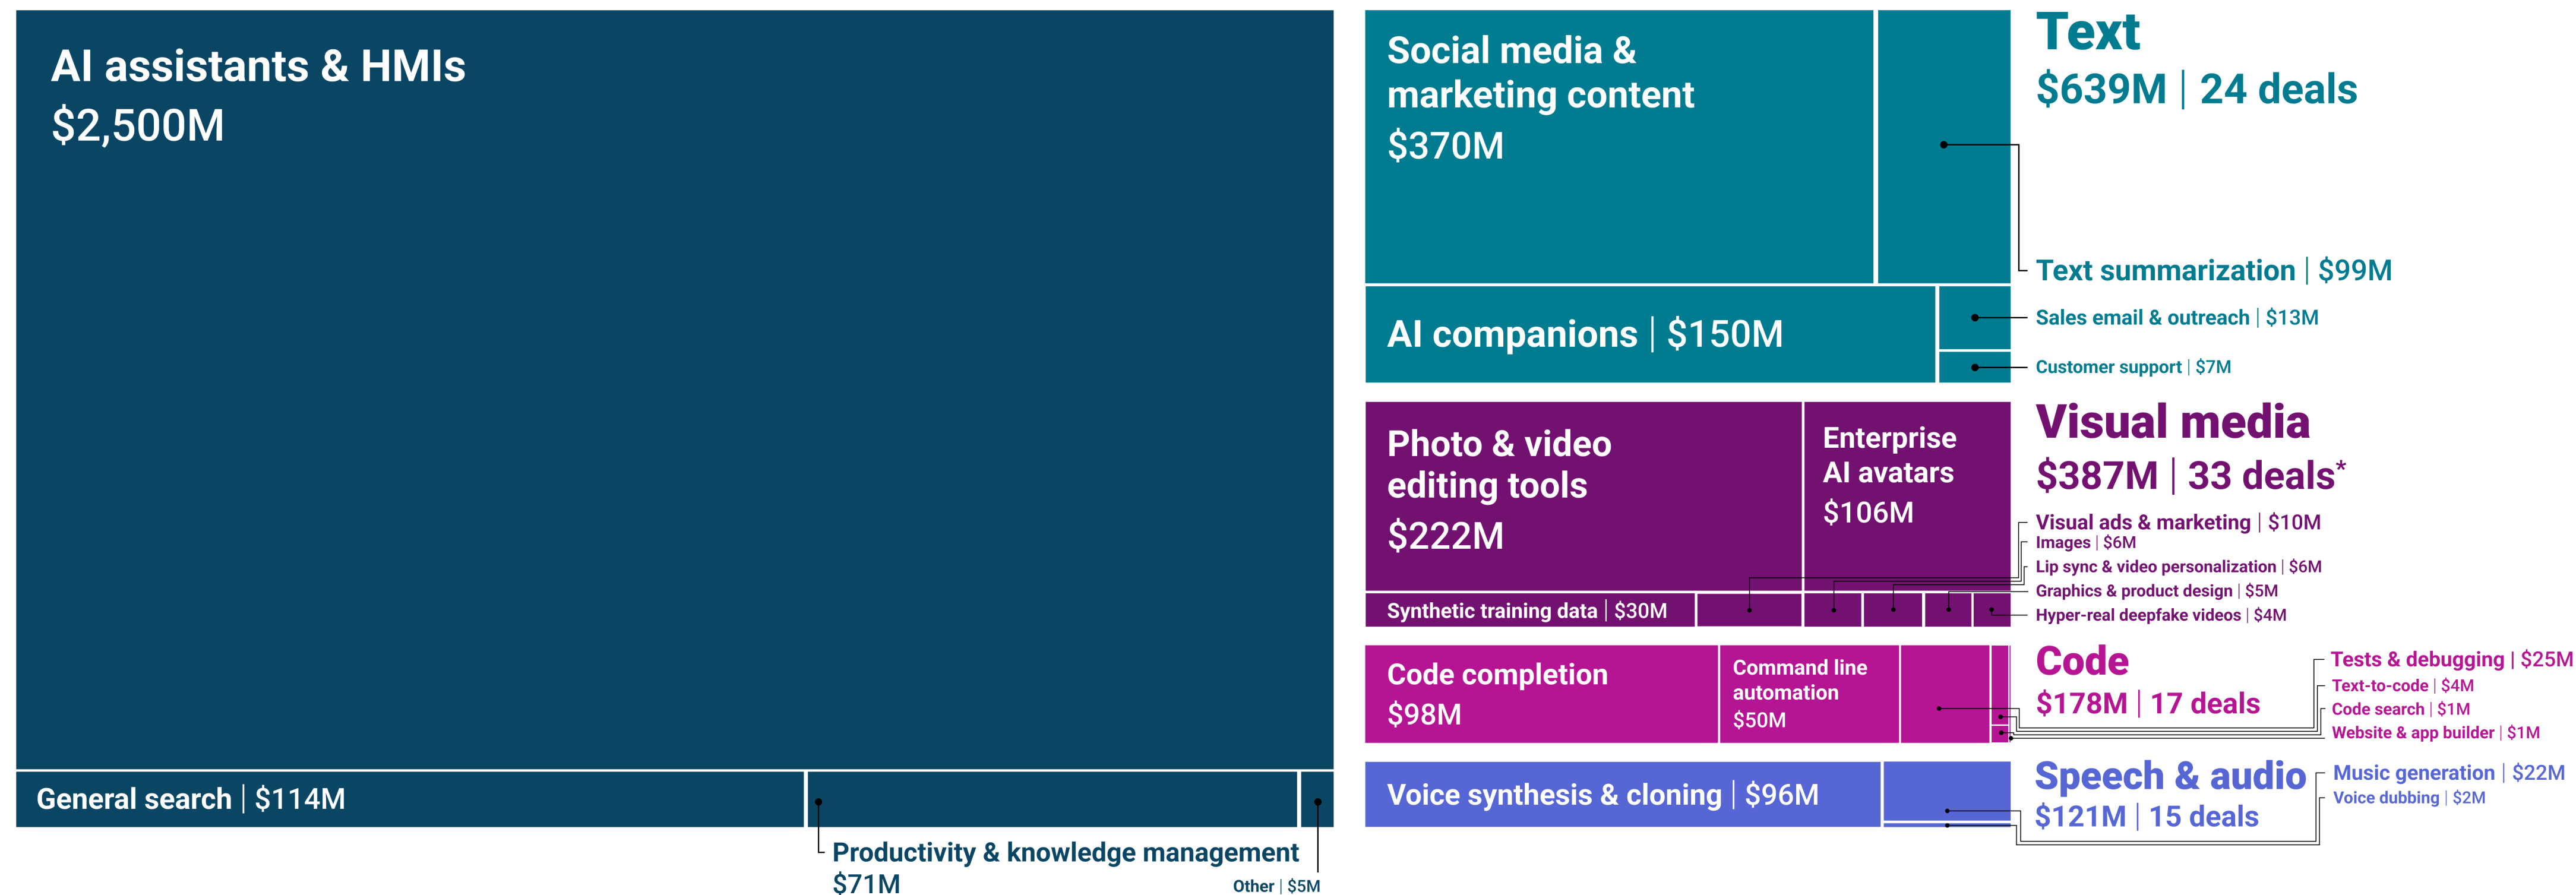 AI assistants & HMIs
$2,500M
General search | $114M
Productivity & knowledge management
$71M
Other | $5M
Social media &
marketing content
$370M
AI companions | $150M
Text
$639M | 24 deals
Text summarization | $99M
Sales email & outreach | $13M
Customer support | $7M
Photo & video
editing tools
$222M
Enterprise
AI avatars
$106M
Synthetic training data | $30M
Visual media
$387M | 33 deals*
Visual ads & marketing | $10M
Images | $6M
Lip sync & video personalization | $6M
Graphics & product design | $5M
Hyper-real deepfake videos | $4M
Code completion
$98M
Command line
automation
$50M
Code
$178M | 17 deals
Tests & debugging | $25M
Text-to-code | $4M
Code search | $1M
Website & app builder | $1M
Voice synthesis & cloning | $96M
Speech & audio
$121M | 15 deals
Music generation | $22M
Voice dubbing | $2M